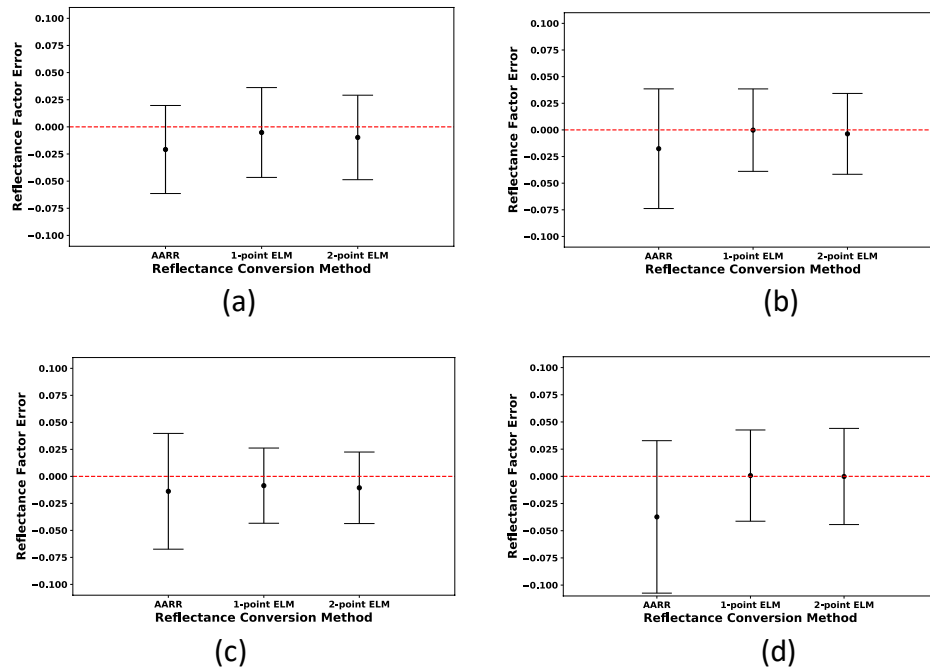 0.100
0.075
0.050
0.025
0.000
−0.025
−0.050
−0.075
−0.100
Reflectance Factor Error
AARR 1-point ELM 2-point ELM
Reflectance Conversion Method
(a)
0.100
0.075
0.050
0.025
0.000
−0.025
−0.050
−0.075
−0.100
Reflectance Factor Error
AARR 1-point ELM 2-point ELM
Reflectance Conversion Method
(b)
0.100
0.075
0.050
0.025
0.000
−0.025
−0.050
−0.075
−0.100
Reflectance Factor Error
AARR 1-point ELM 2-point ELM
Reflectance Conversion Method
(c)
0.100
0.075
0.050
0.025
0.000
−0.025
−0.050
−0.075
−0.100
Reflectance Factor Error
AARR 1-point ELM 2-point ELM
Reflectance Conversion Method
(d)